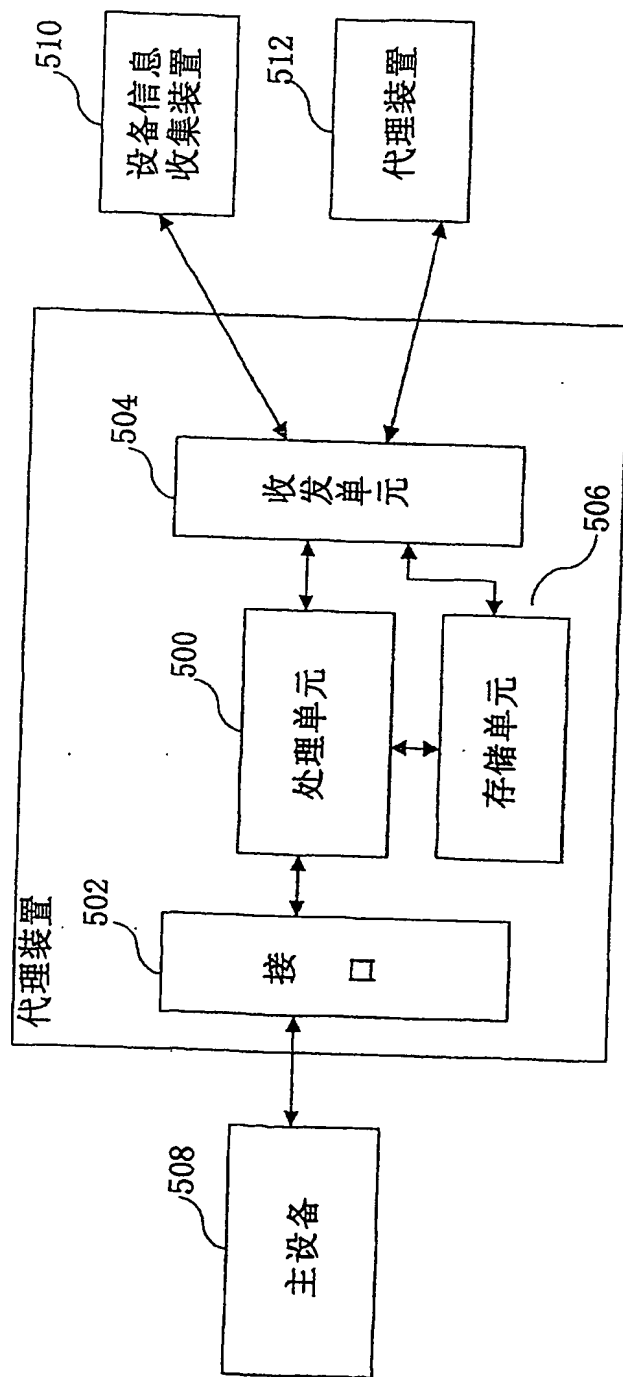 代理装置
508
主设备
502
接 口
500
处理单元
504
收发单元
506
存储单元
510
设备信息
收集装置
512
代理装置